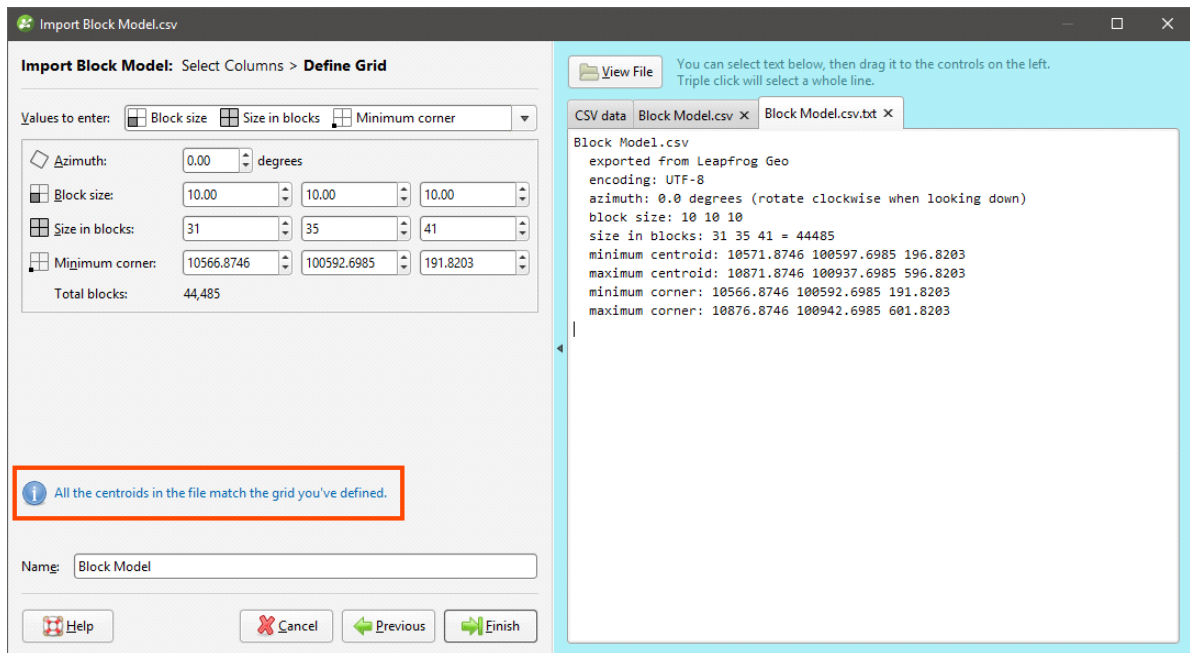 Import Block Model.csv
Import Block Model: Select Columns > Define Grid
Values to enter: Block size Size in blocks Minimum corner
Azimuth: 0.00 degrees
Block size: 10.00 10.00 10.00
Size in blocks: 31 35 41
Minimum corner: 10566.8746 100592.6985 191.8203
Total blocks: 44,485
All the centroids in the file match the grid you've defined.
Name: Block Model
Help Cancel Previous Finish
View File
You can select text below, then drag it to the controls on the left.
Triple click will select a whole line.
CSV data Block Model.csv Block Model.csv.txt
Block Model.csv
exported from Leapfrog Geo
encoding: UTF-8
azimuth: 0.0 degrees (rotate clockwise when looking down)
block size: 10 10 10
size in blocks: 31 35 41 = 44485
minimum centroid: 10571.8746 100597.6985 196.8203
maximum centroid: 10871.8746 100937.6985 596.8203
minimum corner: 10566.8746 100592.6985 191.8203
maximum corner: 10876.8746 100942.6985 601.8203